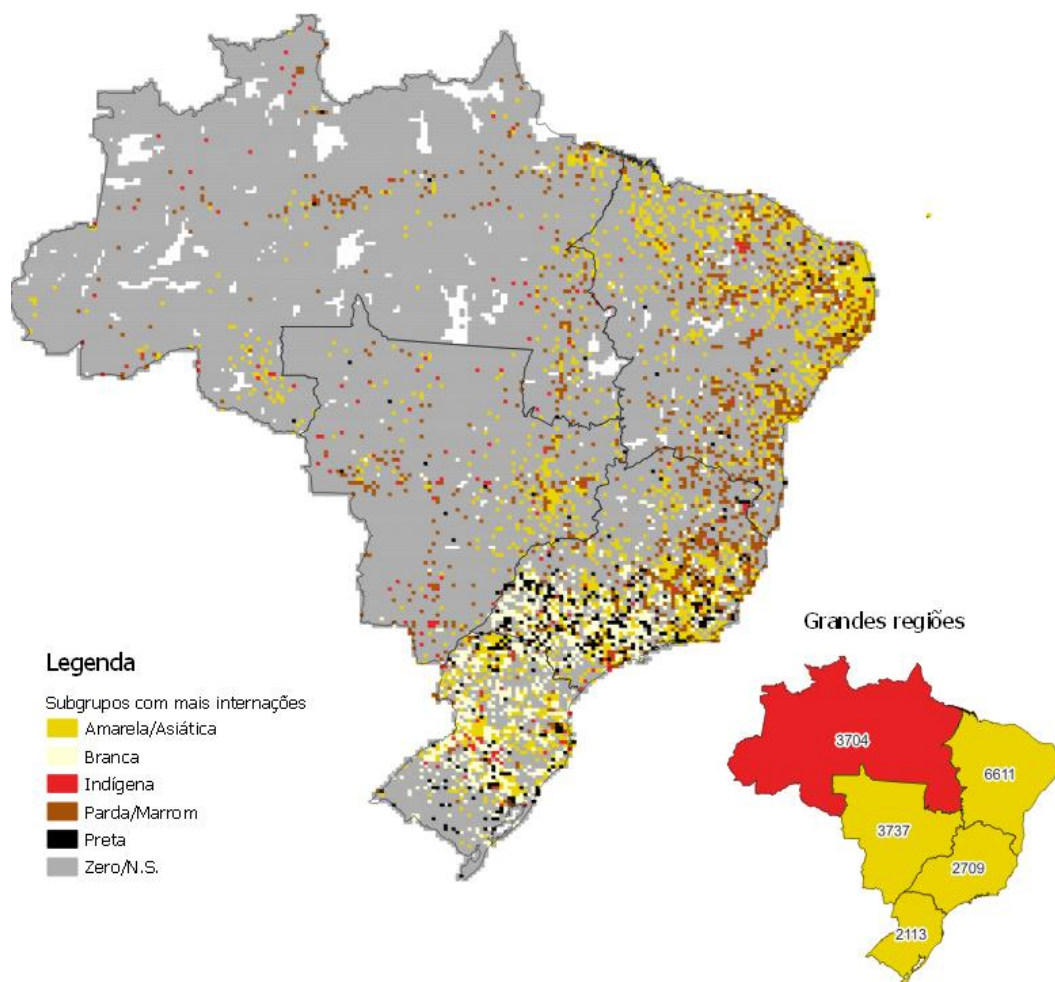 Grandes regiões
Legenda
Subgrupos com mais internações
Amarela/Asiática
Branca
Indígena
Parda/Marrom
Preta
Zero/N.S.
3704
6611
3737
2709
2113